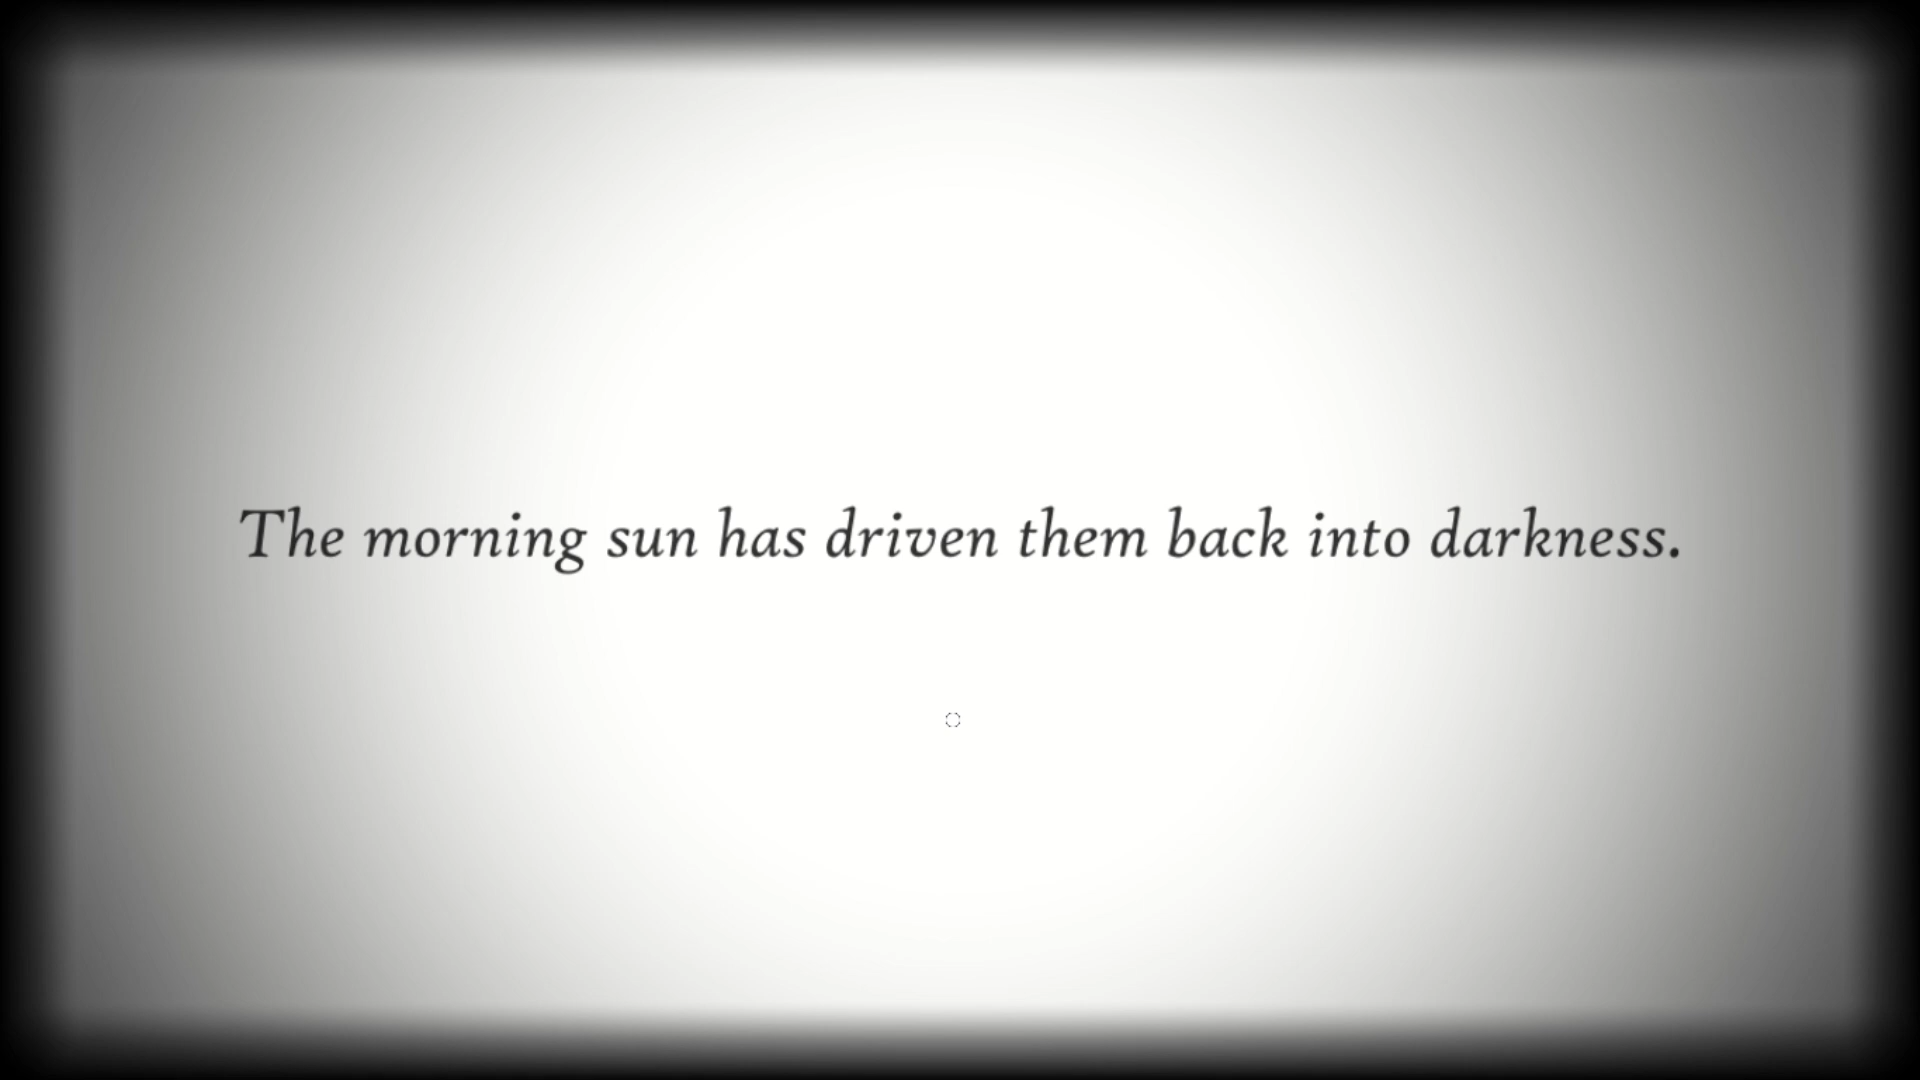 The morning sun has driven them back into darkness.